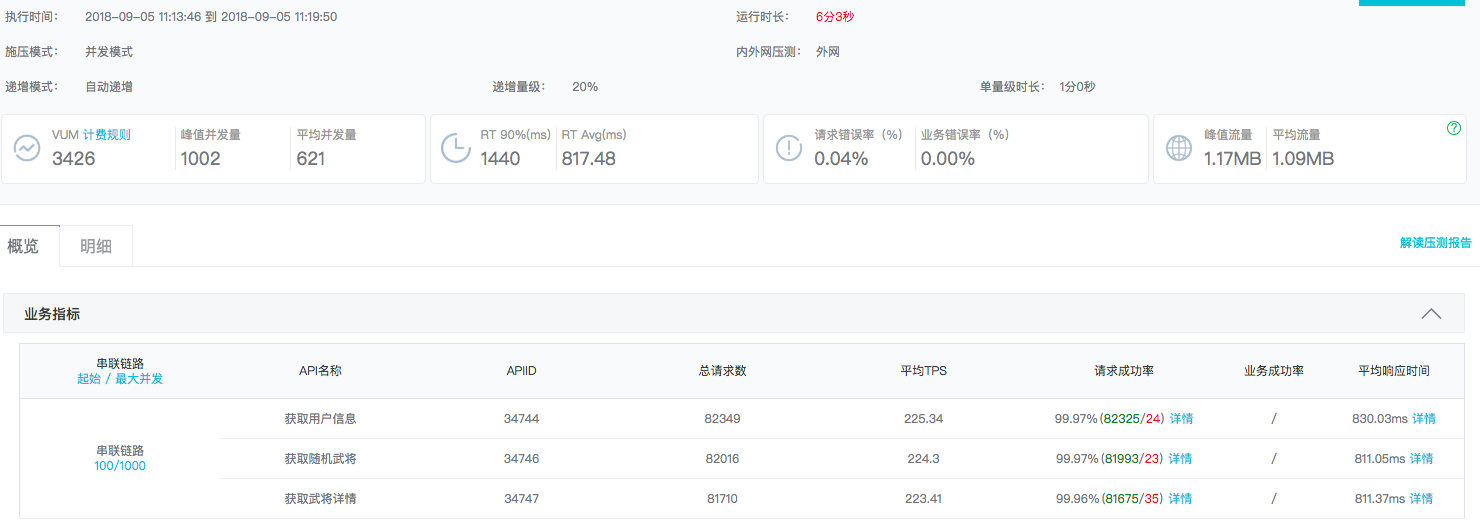 执行时间： 2018-09-05 11:13:46 到 2018-09-05 11:19:50 运行时长： 6分3秒
施压模式： 并发模式 内外网压测： 外网
递增模式： 自动递增 递增量级： 20% 单量级时长： 1分0秒
VUM 计费规则 峰值并发量 平均并发量 RT 90%(ms) RT Avg(ms) 请求错误率（%） 业务错误率（%） 峰值流量 平均流量
3426 1002 621 1440 817.48 0.04% 0.00% 1.17MB 1.09MB
概览 明细 解读压测报告
业务指标
串联链路 API名称 APIID 总请求数 平均TPS 请求成功率 业务成功率 平均响应时间
起始 / 最大并发
获取用户信息 34744 82349 225.34 99.97% (82325/24) 详情 / 830.03ms 详情
串联链路 获取随机武将 34746 82016 224.3 99.97% (81993/23) 详情 / 811.05ms 详情
100/1000
获取武将详情 34747 81710 223.41 99.96% (81675/35) 详情 / 811.37ms 详情